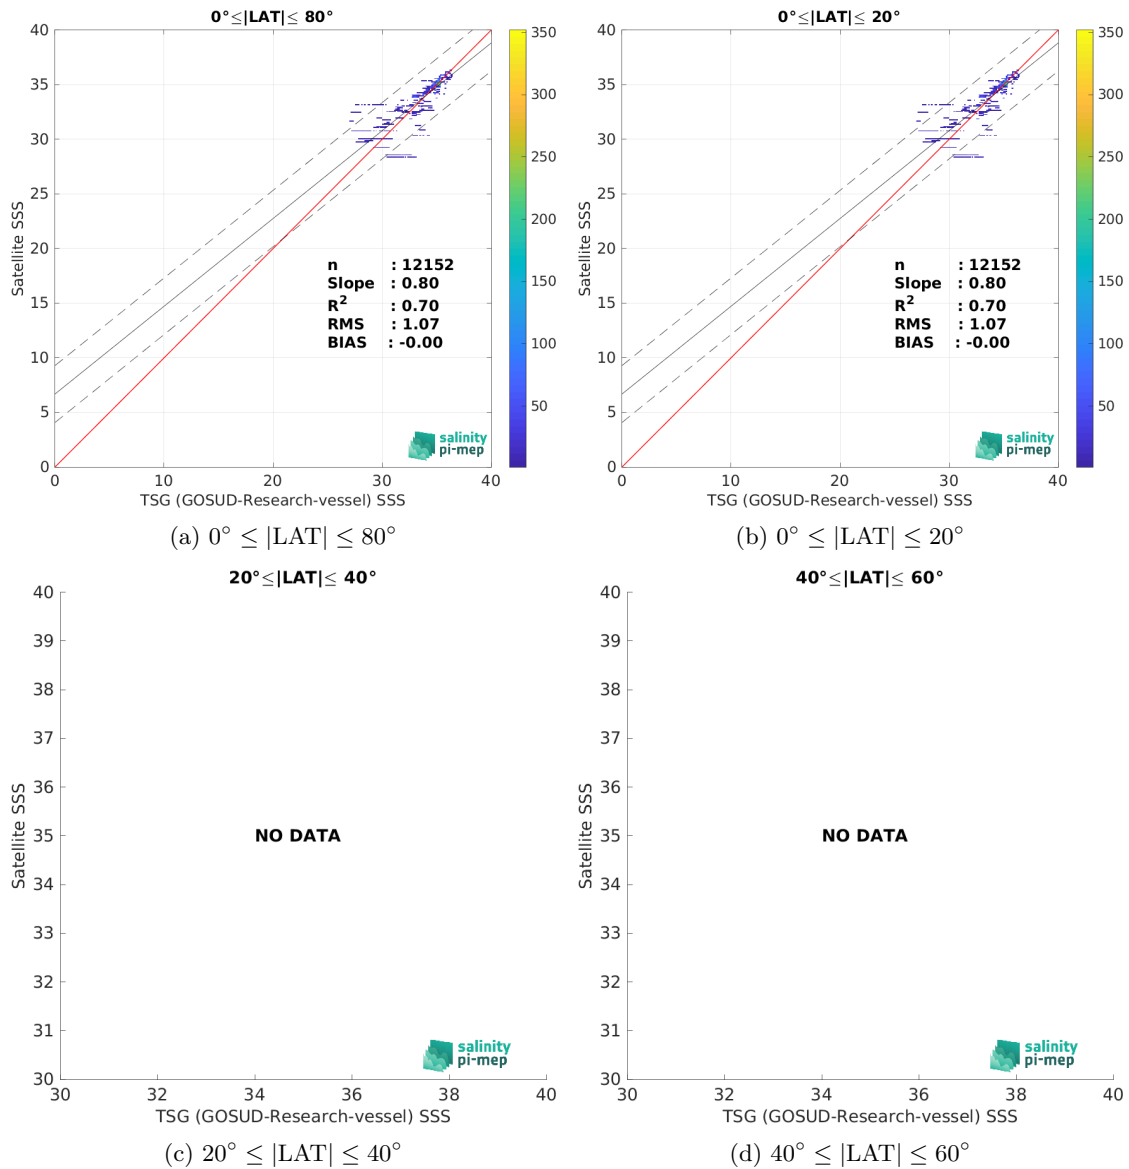 0°≤|LAT|≤ 80°
40
35
30
25
20
15
10
5
0
Satellite SSS
n : 12152
Slope : 0.80
R2 : 0.70
RMS : 1.07
BIAS : -0.00
salinity
pi-mep
0 10 20 30 40
TSG (GOSUD-Research-vessel) SSS
350
300
250
200
150
100
50
(a) 0° ≤ |LAT| ≤ 80°
0°≤|LAT|≤ 20°
40
35
30
25
20
15
10
5
0
Satellite SSS
n : 12152
Slope : 0.80
R2 : 0.70
RMS : 1.07
BIAS : -0.00
salinity
pi-mep
0 10 20 30 40
TSG (GOSUD-Research-vessel) SSS
350
300
250
200
150
100
50
(b) 0° ≤ |LAT| ≤ 20°
20°≤|LAT|≤ 40°
40
39
38
37
36
35
34
33
32
31
30
Satellite SSS
NO DATA
salinity
pi-mep
30 32 34 36 38 40
TSG (GOSUD-Research-vessel) SSS
(c) 20° ≤ |LAT| ≤ 40°
40°≤|LAT|≤ 60°
40
39
38
37
36
35
34
33
32
31
30
Satellite SSS
NO DATA
salinity
pi-mep
30 32 34 36 38 40
TSG (GOSUD-Research-vessel) SSS
(d) 40° ≤ |LAT| ≤ 60°